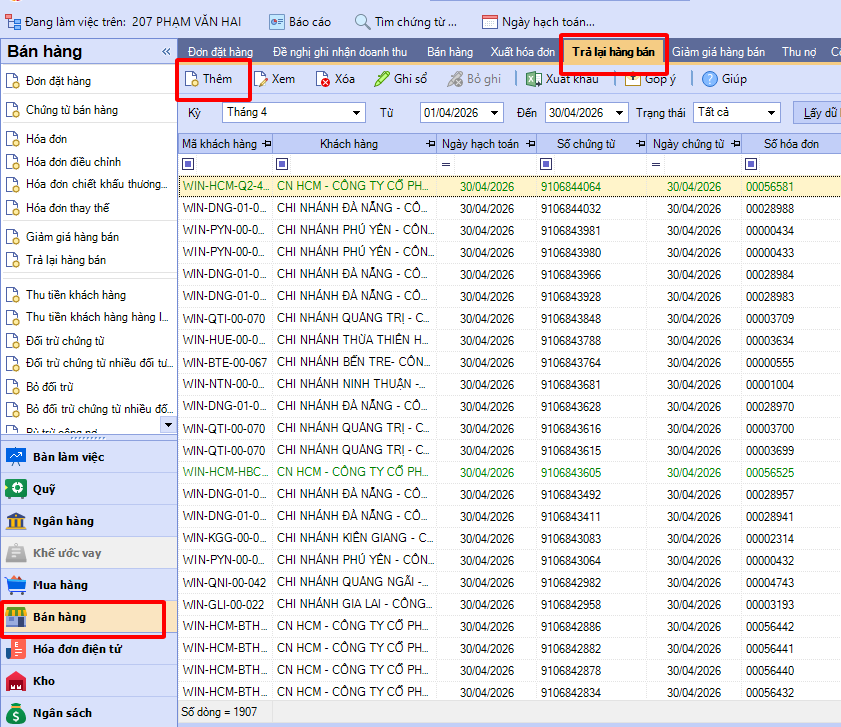 Đang làm việc trên: 207 PHẠM VĂN HAI Báo cáo Tìm chứng từ ... Ngày hạch toán...
Bán hàng «
Đơn đặt hàng Đề nghị ghi nhận doanh thu Bán hàng Xuất hóa đơn Trả lại hàng bán Giảm giá hàng bán Thu nợ
Thêm Xem Xóa Ghi sổ Bỏ ghi Xuất khẩu Góp ý Giúp
Kỳ Tháng 4 Từ 01/04/2026 Đến 30/04/2026 Trạng thái Tất cả Lấy dữ
Đơn đặt hàng
Chứng từ bán hàng
Hóa đơn
Hóa đơn điều chỉnh
Hóa đơn chiết khấu thương...
Hóa đơn thay thế
Giảm giá hàng bán
Trả lại hàng bán
Thu tiền khách hàng
Thu tiền khách hàng hàng l...
Đối trừ chứng từ
Đối trừ chứng từ nhiều đối tư...
Bỏ đối trừ
Bỏ đối trừ chứng từ nhiều đố...
Bù trừ công nợ
Bàn làm việc
Quỹ
Ngân hàng
Khế ước vay
Mua hàng
Bán hàng
Hóa đơn điện tử
Kho
Ngân sách
Mã khách hàng Khách hàng Ngày hạch toán Số chứng từ Ngày chứng từ Số hóa đơn
= =
WIN-HCM-Q2-4... CN HCM - CÔNG TY CỔ PH... 30/04/2026 9106844064 30/04/2026 00056581
WIN-DNG-01-0... CHI NHÁNH ĐÀ NẴNG - CÔ... 30/04/2026 9106844032 30/04/2026 00028988
WIN-PYN-00-0... CHI NHÁNH PHÚ YÊN - CÔN... 30/04/2026 9106843981 30/04/2026 00000434
WIN-PYN-00-0... CHI NHÁNH PHÚ YÊN - CÔN... 30/04/2026 9106843980 30/04/2026 00000433
WIN-DNG-01-0... CHI NHÁNH ĐÀ NẴNG - CÔ... 30/04/2026 9106843966 30/04/2026 00028984
WIN-DNG-01-0... CHI NHÁNH ĐÀ NẴNG - CÔ... 30/04/2026 9106843928 30/04/2026 00028983
WIN-QTI-00-070 CHI NHÁNH QUẢNG TRỊ - C... 30/04/2026 9106843848 30/04/2026 00003709
WIN-HUE-00-0... CHI NHÁNH THỪA THIÊN H... 30/04/2026 9106843788 30/04/2026 00003634
WIN-BTE-00-067 CHI NHÁNH BẾN TRE- CÔN... 30/04/2026 9106843764 30/04/2026 00000555
WIN-NTN-00-0... CHI NHÁNH NINH THUẬN -... 30/04/2026 9106843681 30/04/2026 00001004
WIN-DNG-01-0... CHI NHÁNH ĐÀ NẴNG - CÔ... 30/04/2026 9106843628 30/04/2026 00028970
WIN-QTI-00-070 CHI NHÁNH QUẢNG TRỊ - C... 30/04/2026 9106843616 30/04/2026 00003700
WIN-QTI-00-070 CHI NHÁNH QUẢNG TRỊ - C... 30/04/2026 9106843615 30/04/2026 00003699
WIN-HCM-HBC... CN HCM - CÔNG TY CỔ PH... 30/04/2026 9106843605 30/04/2026 00056525
WIN-DNG-01-0... CHI NHÁNH ĐÀ NẴNG - CÔ... 30/04/2026 9106843492 30/04/2026 00028957
WIN-DNG-01-0... CHI NHÁNH ĐÀ NẴNG - CÔ... 30/04/2026 9106843411 30/04/2026 00028941
WIN-KGG-00-0... CHI NHÁNH KIÊN GIANG - C... 30/04/2026 9106843083 30/04/2026 00002314
WIN-PYN-00-0... CHI NHÁNH PHÚ YÊN - CÔN... 30/04/2026 9106843064 30/04/2026 00000432
WIN-QNI-00-042 CHI NHÁNH QUẢNG NGÃI -... 30/04/2026 9106842982 30/04/2026 00004743
WIN-GLI-00-022 CHI NHÁNH GIA LAI - CÔNG... 30/04/2026 9106842958 30/04/2026 00003193
WIN-HCM-BTH... CN HCM - CÔNG TY CỔ PH... 30/04/2026 9106842886 30/04/2026 00056442
WIN-HCM-BTH... CN HCM - CÔNG TY CỔ PH... 30/04/2026 9106842882 30/04/2026 00056441
WIN-HCM-BTH... CN HCM - CÔNG TY CỔ PH... 30/04/2026 9106842878 30/04/2026 00056440
WIN-HCM-BTH... CN HCM - CÔNG TY CỔ PH... 30/04/2026 9106842834 30/04/2026 00056432
Số dòng = 1907